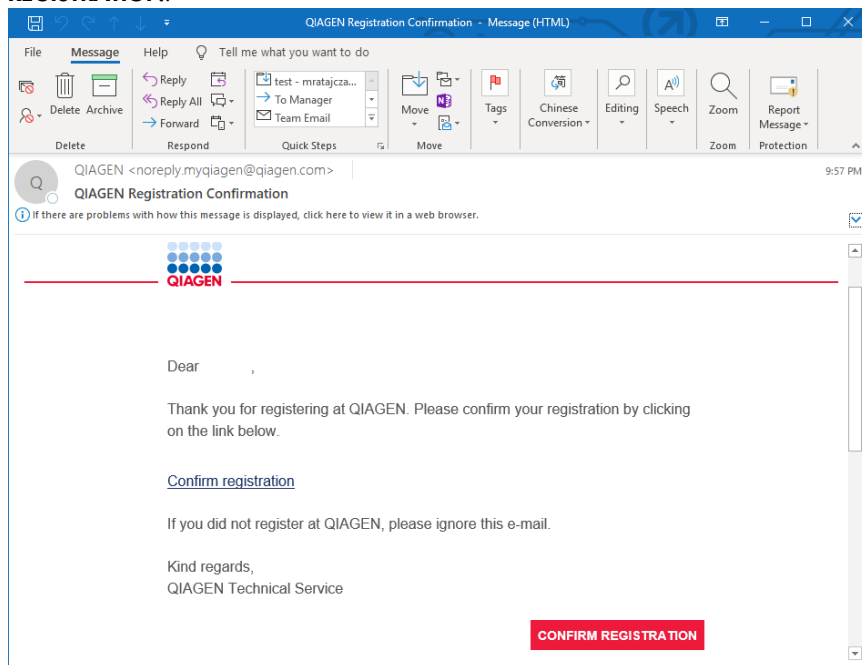 QIAGEN Registration Confirmation - Message (HTML)
File Message Help Tell me what you want to do
Delete Archive
Reply
Reply All
Forward
test - mratajcza...
To Manager
Team Email
Move
Tags
Chinese
Conversion
Editing
Speech
Zoom
Report
Message
Delete Respond Quick Steps Move Zoom Protection
Q
QIAGEN <noreply.myqiagen@qiagen.com>
9:57 PM
QIAGEN Registration Confirmation
If there are problems with how this message is displayed, click here to view it in a web browser.
QIAGEN
Dear ,
Thank you for registering at QIAGEN. Please confirm your registration by clicking
on the link below.
Confirm registration
If you did not register at QIAGEN, please ignore this e-mail.
Kind regards,
QIAGEN Technical Service
CONFIRM REGISTRATION